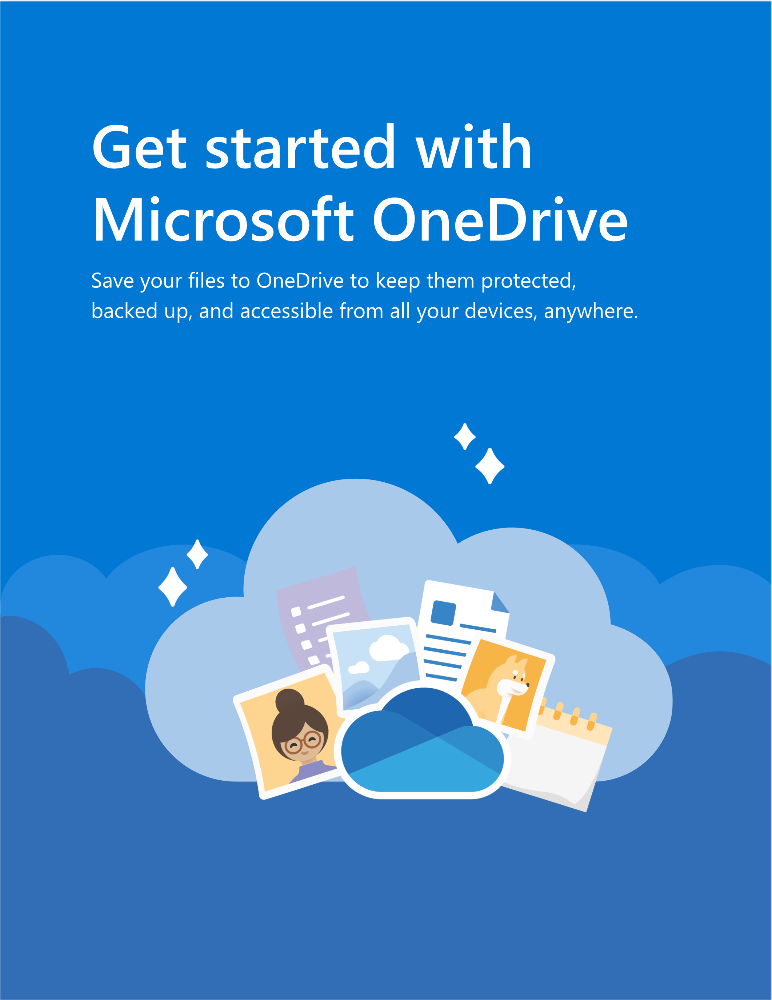 Get started with
Microsoft OneDrive
Save your files to OneDrive to keep them protected,
backed up, and accessible from all your devices, anywhere.